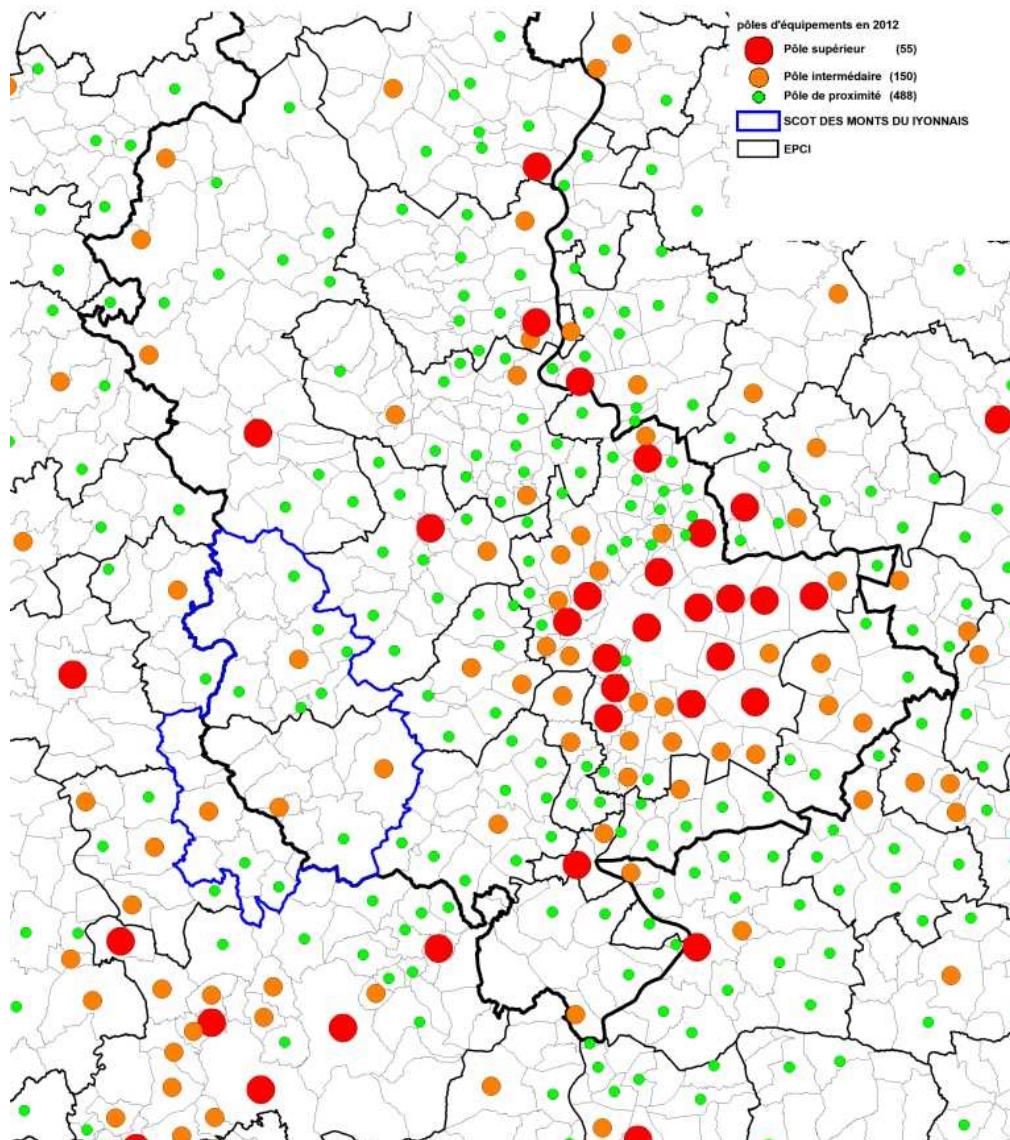 pôles d'équipements en 2012
Pôle supérieur (55)
Pôle intermédaire (150)
Pôle de proximité (488)
SCOT DES MONTS DU lYONNAIS
EPCI